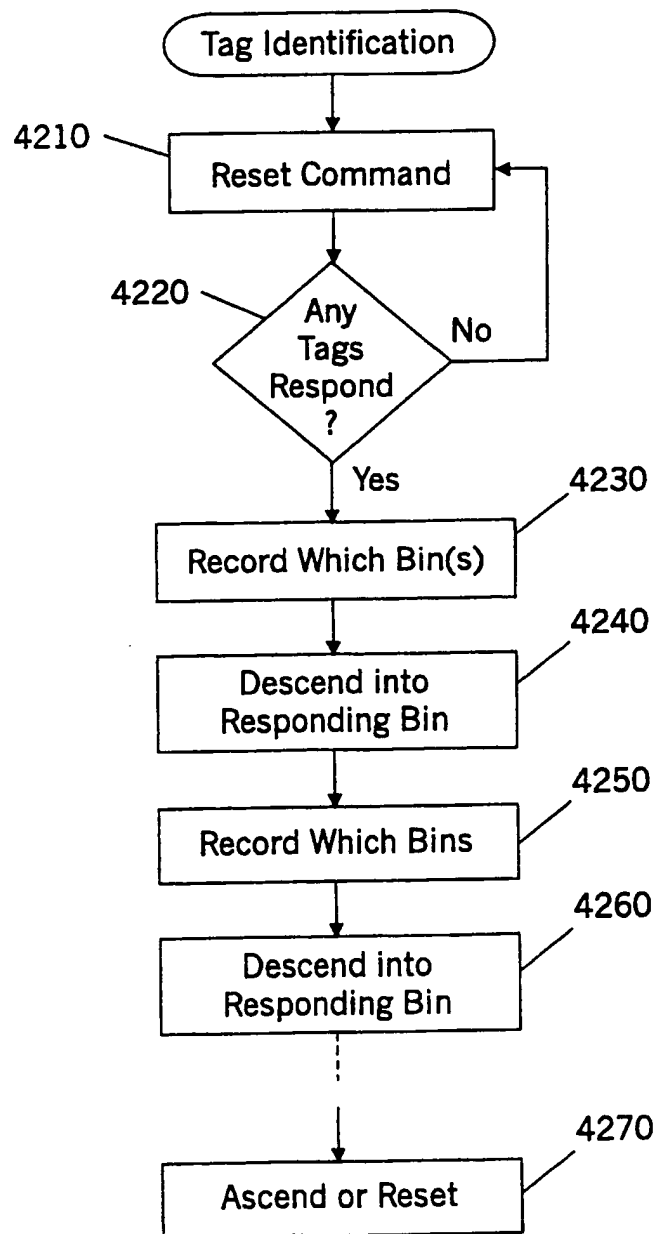 Tag Identification
4210
Reset Command
4220
Any
Tags
Respond
?
No
Yes
4230
Record Which Bin(s)
4240
Descend into
Responding Bin
4250
Record Which Bins
4260
Descend into
Responding Bin
4270
Ascend or Reset